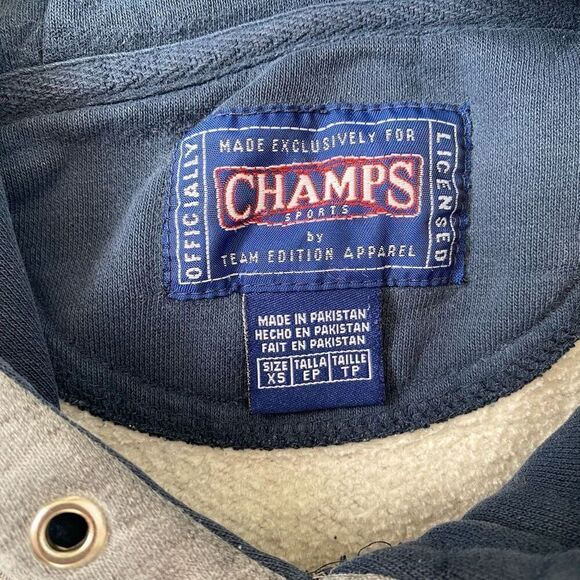 OFFICIALLY
MADE EXCLUSIVELY FOR
CHAMPS
SPORTS
by
TEAM EDITION APPAREL
LICENSED
MADE IN PAKISTAN
HECHO EN PAKISTAN
FAIT EN PAKISTAN
SIZE TALLA TAILLE
XS EP TP